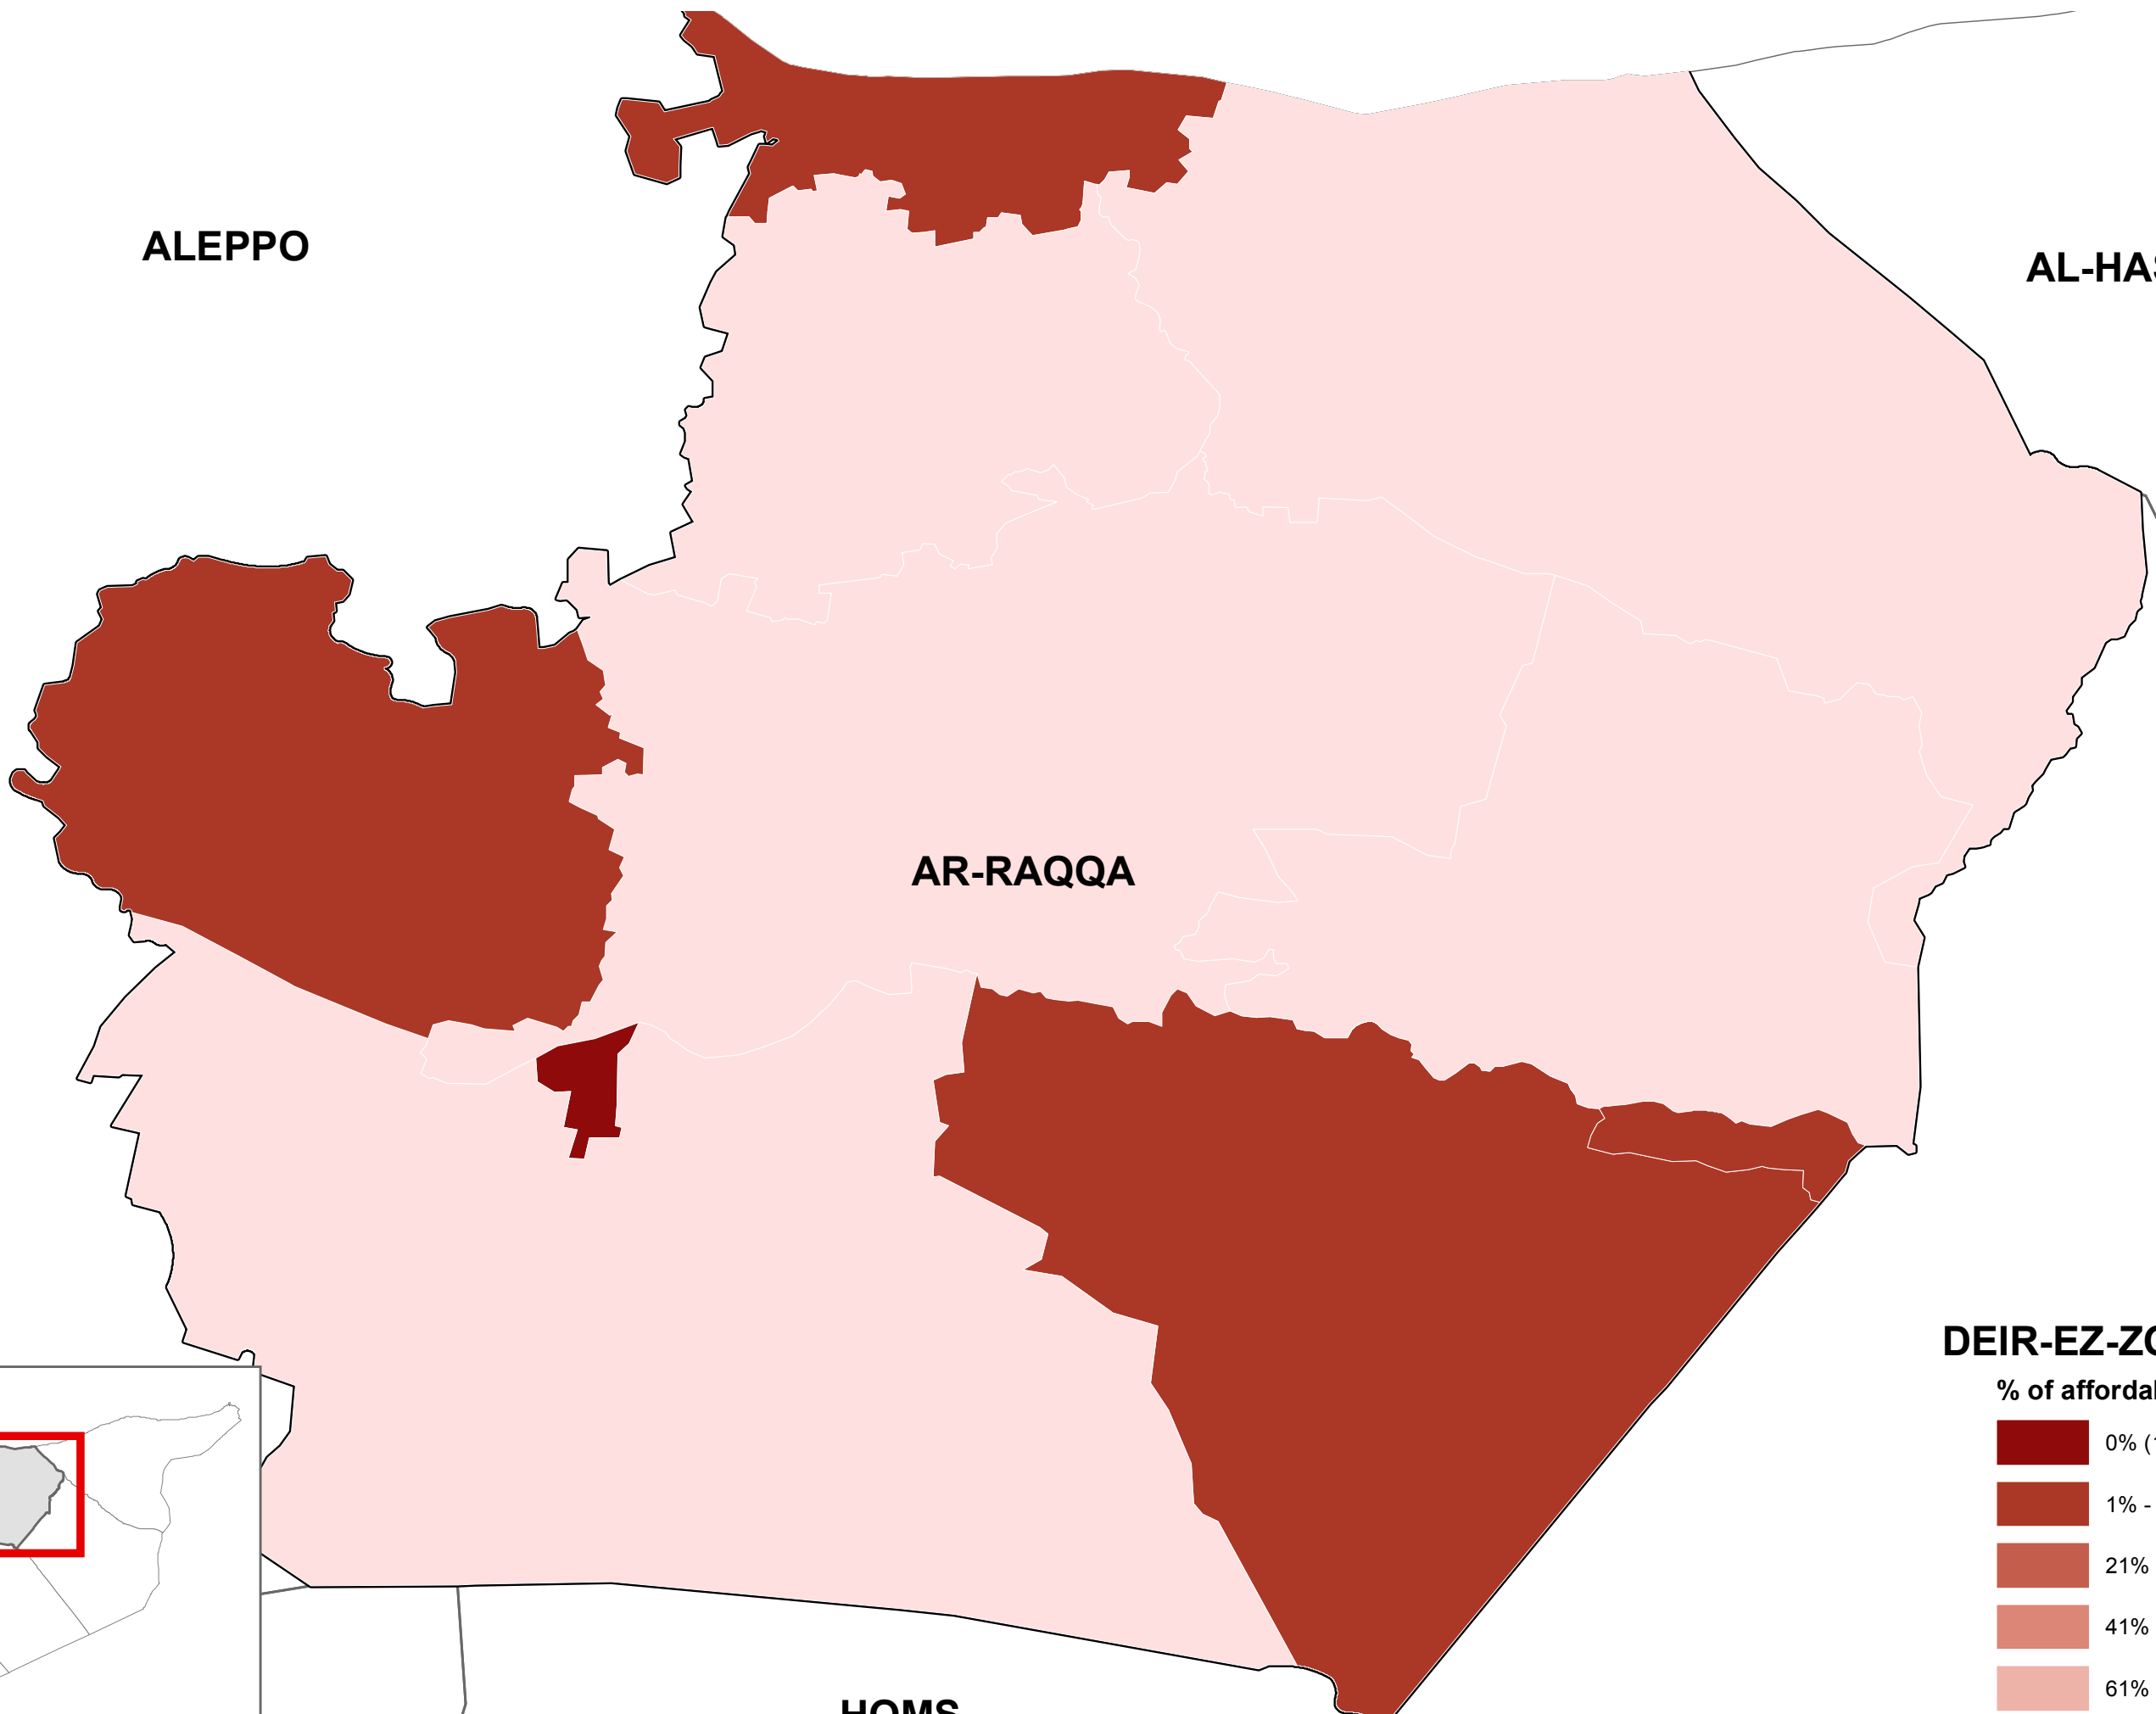 ALEPPO
AL-HAS
AR-RAQQA
DEIR-EZ-ZO
% of affordal
0% (
1% -
21%
41%
61%
HOMS